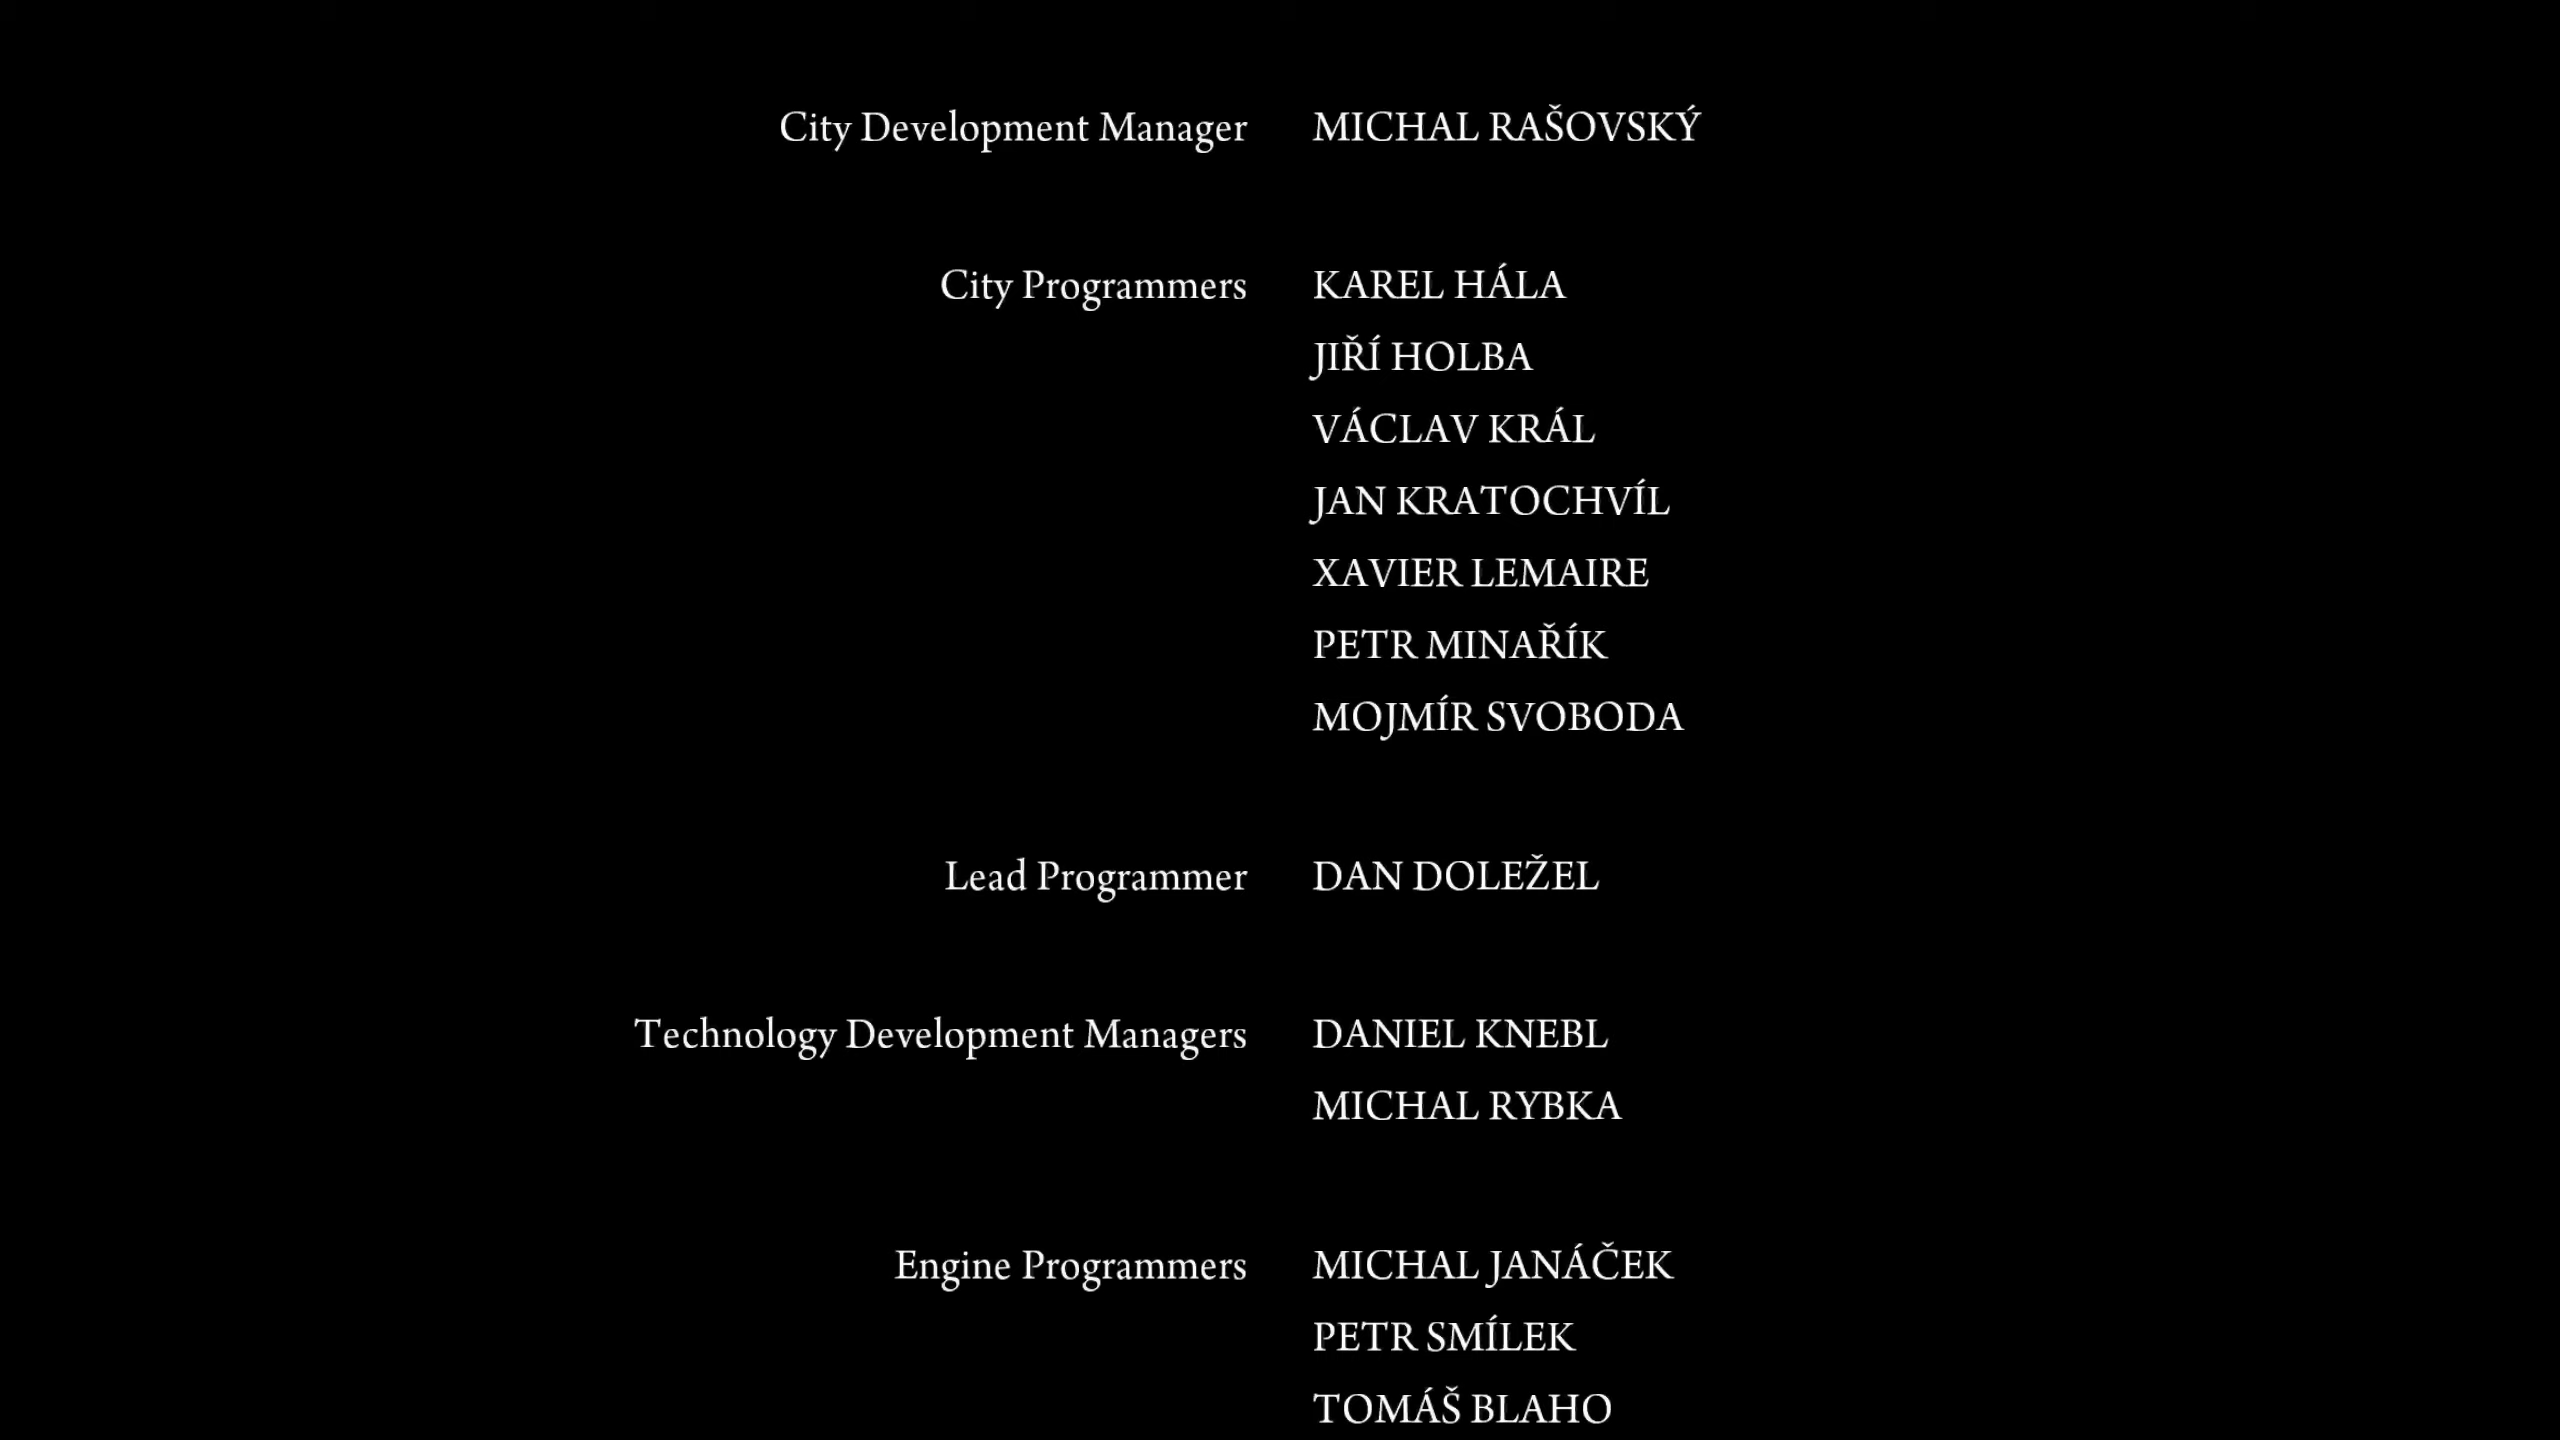 City Development Manager MICHAL RAŠOVSKÝ
City Programmers KAREL HÁLA
JIŘÍ HOLBA
VÁCLAV KRÁL
JAN KRATOCHVÍL
XAVIER LEMAIRE
PETR MINAŘÍK
MOJMÍR SVOBODA
Lead Programmer DAN DOLEŽEL
Technology Development Managers DANIEL KNEBL
MICHAL RYBKA
Engine Programmers MICHAL JANÁČEK
PETR SMÍLEK
TOMÁŠ BLAHO